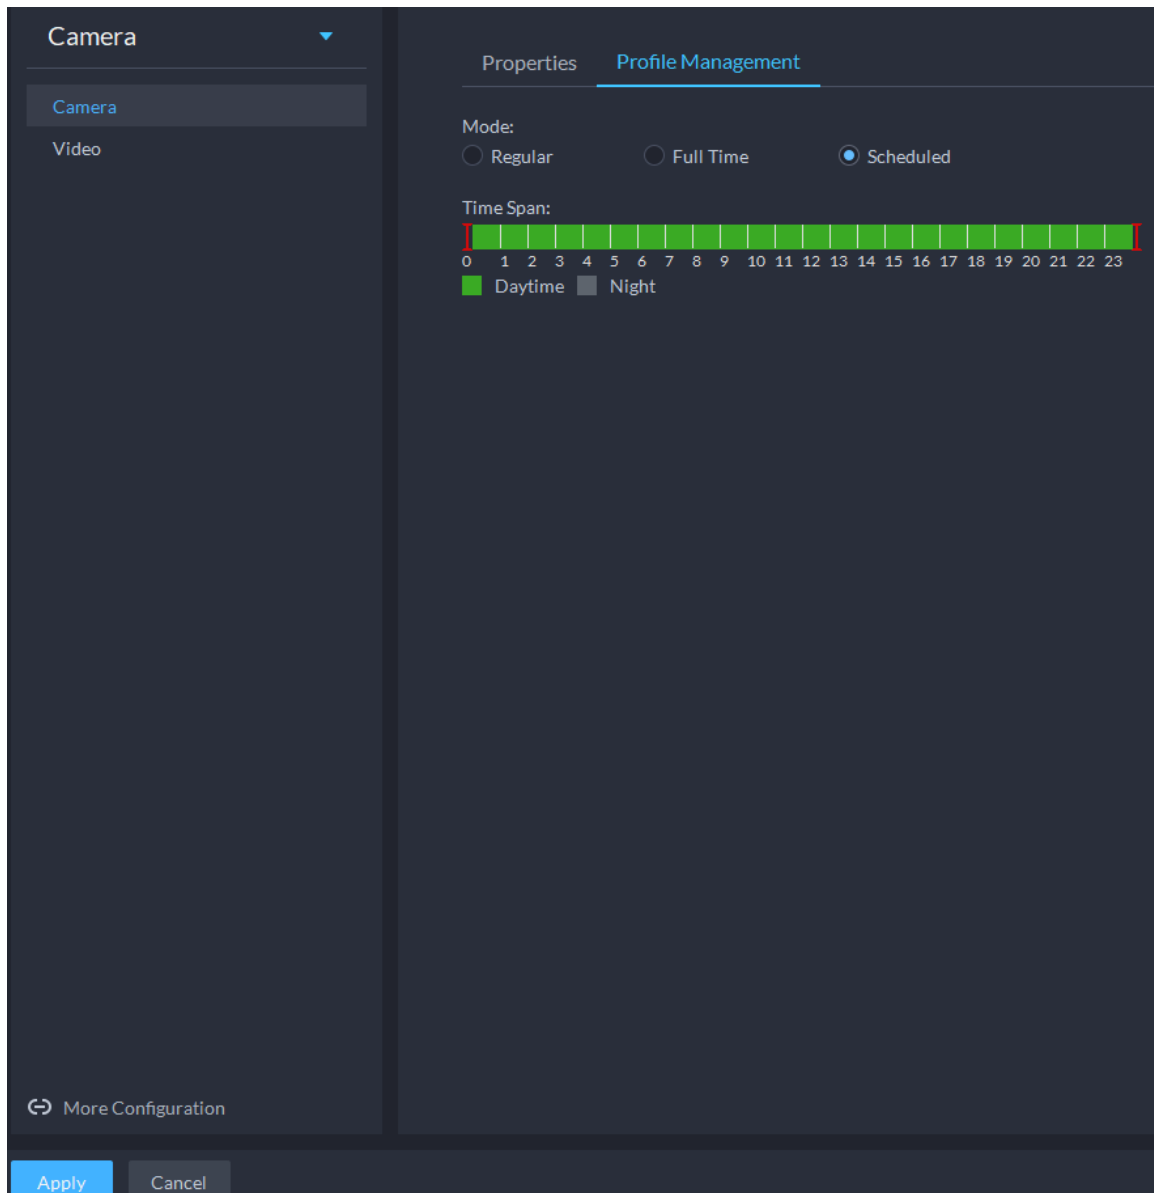 Camera
Camera
Video
More Configuration
Properties Profile Management
Mode:
Regular Full Time Scheduled
Time Span:
0 1 2 3 4 5 6 7 8 9 10 11 12 13 14 15 16 17 18 19 20 21 22 23
Daytime Night
Apply Cancel